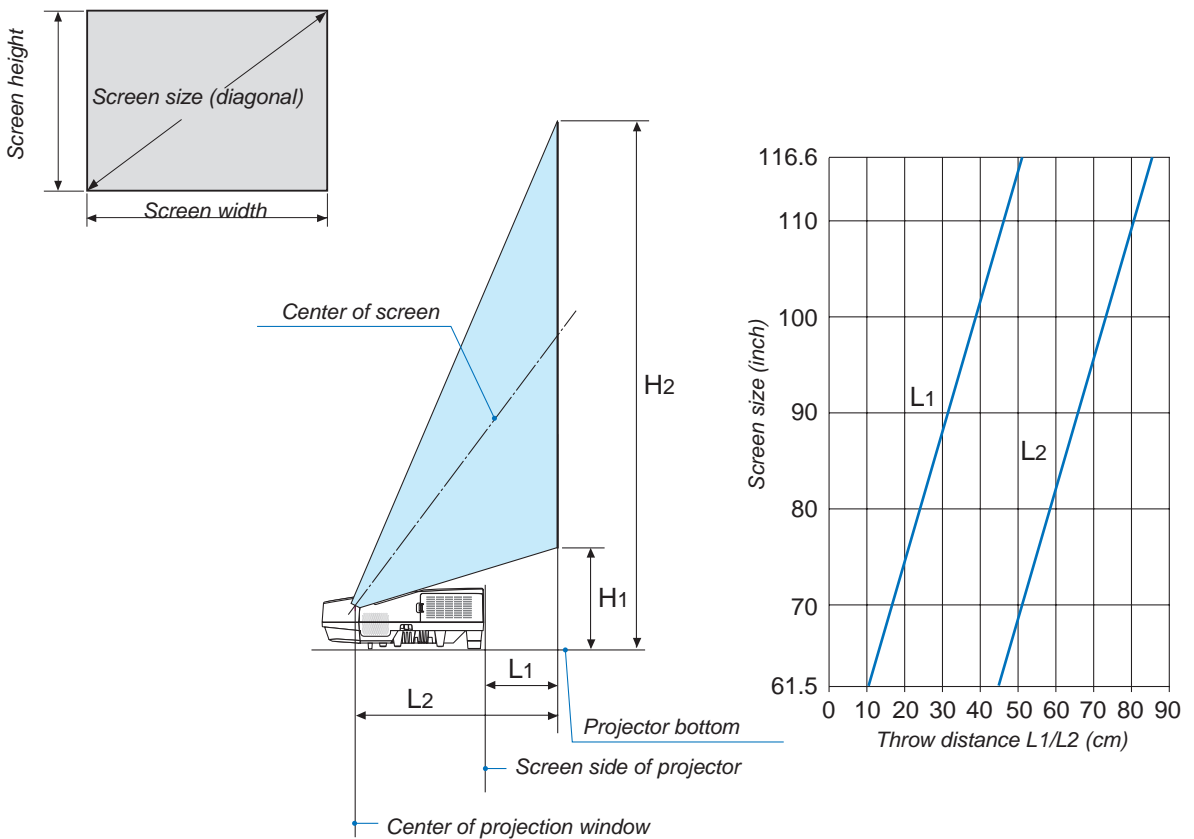 Screen height
Screen size (diagonal)
Screen width
Center of screen
H2
H1
L1
L2
Projector bottom
Screen side of projector
Center of projection window
Screen size (inch)
116.6
110
100
90
80
70
61.5
L1
L2
0 10 20 30 40 50 60 70 80 90
Throw distance L1/L2 (cm)